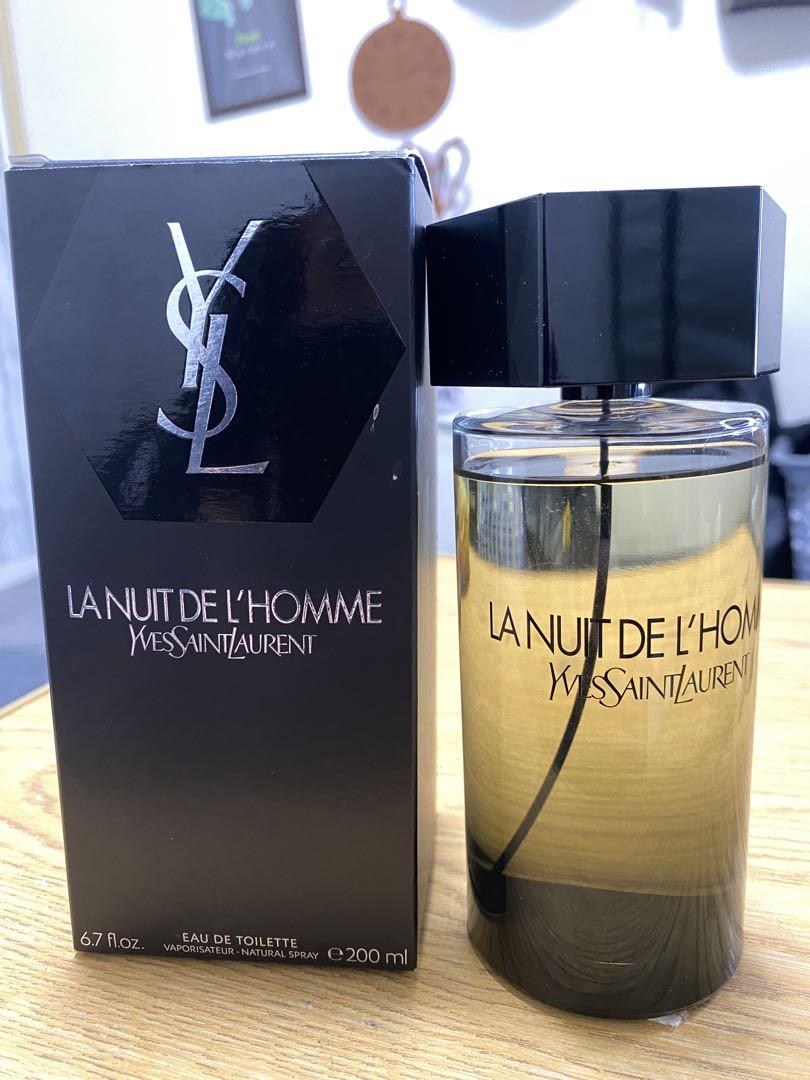 YSL
LA NUIT DE L'HOMME
YVESSAINTLAURENT
6.7 fl.oz.
EAU DE TOILETTE
VAPORISATEUR - NATURAL SPRAY
℮ 200 ml
LA NUIT DE L'HOM
YVESSAINTLAURENT